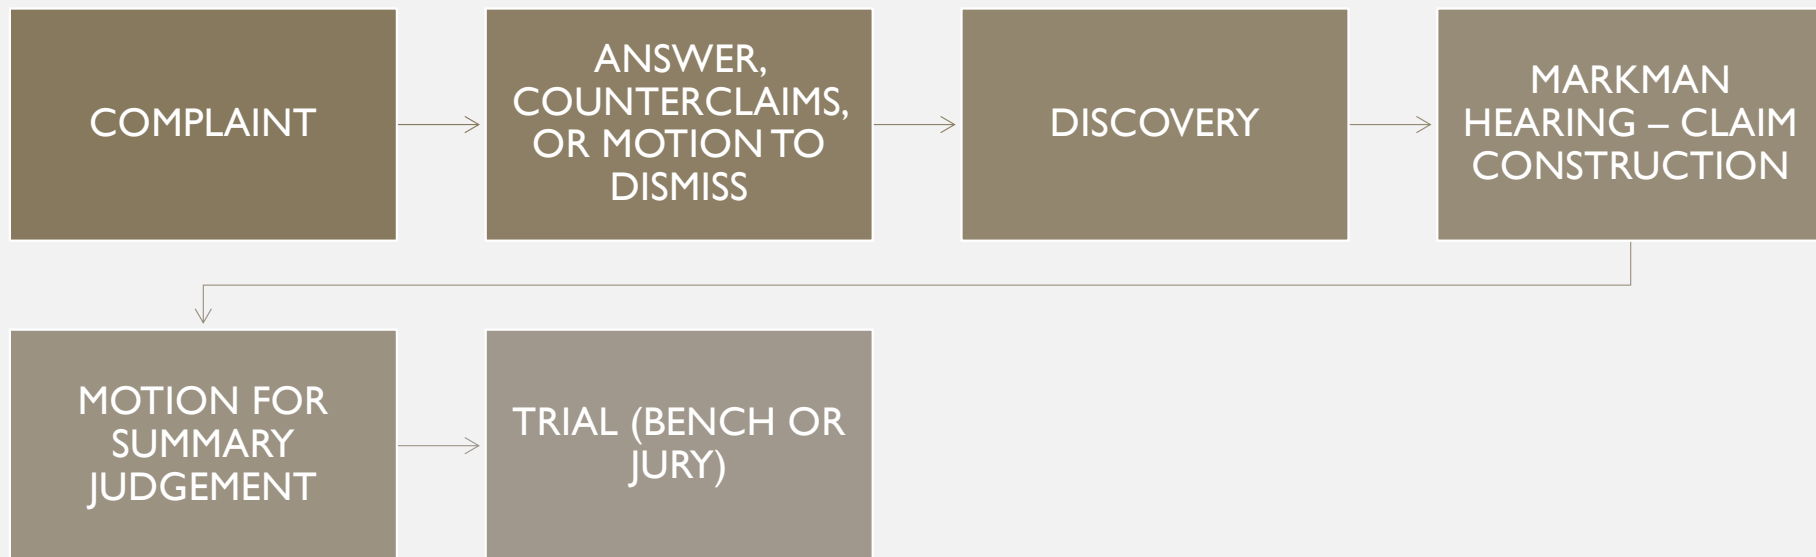 COMPLAINT
ANSWER,
COUNTERCLAIMS,
OR MOTION TO
DISMISS
DISCOVERY
MARKMAN
HEARING – CLAIM
CONSTRUCTION
MOTION FOR
SUMMARY
JUDGEMENT
TRIAL (BENCH OR
JURY)